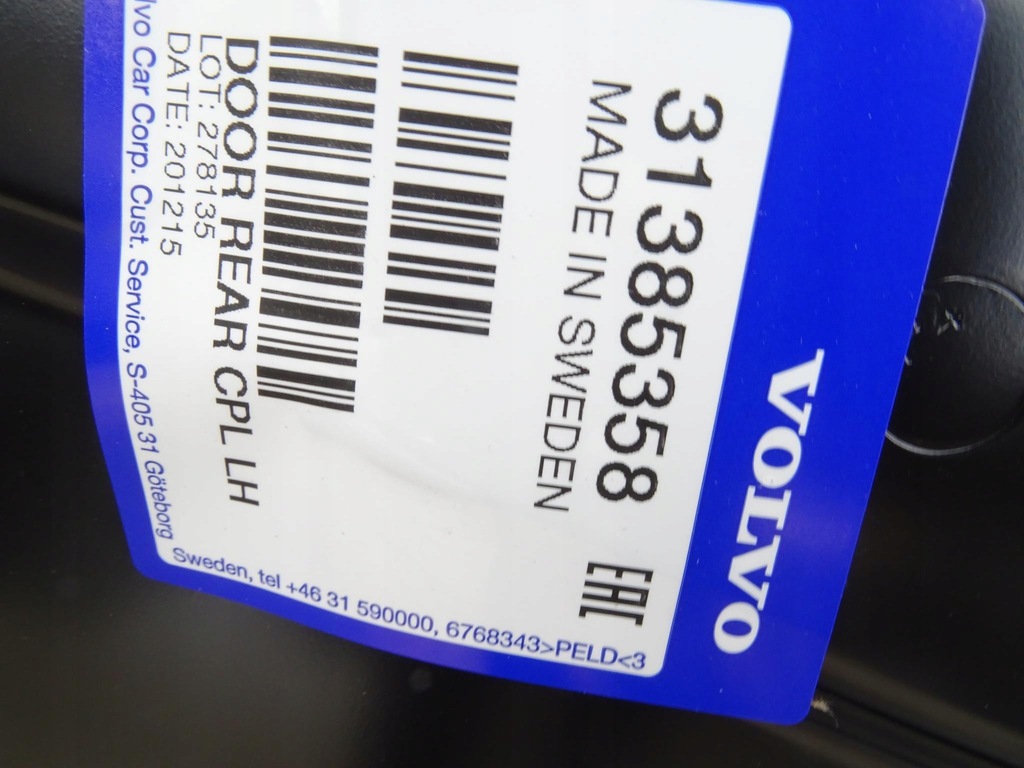 VOLVO
31385358
MADE IN SWEDEN
EAC
DOOR REAR CPL LH
LOT: 278135
DATE: 201215
lvo Car Corp. Cust. Service, S-405 31 Göteborg
Sweden, tel +46 31 590000, 6768343>PELD<3